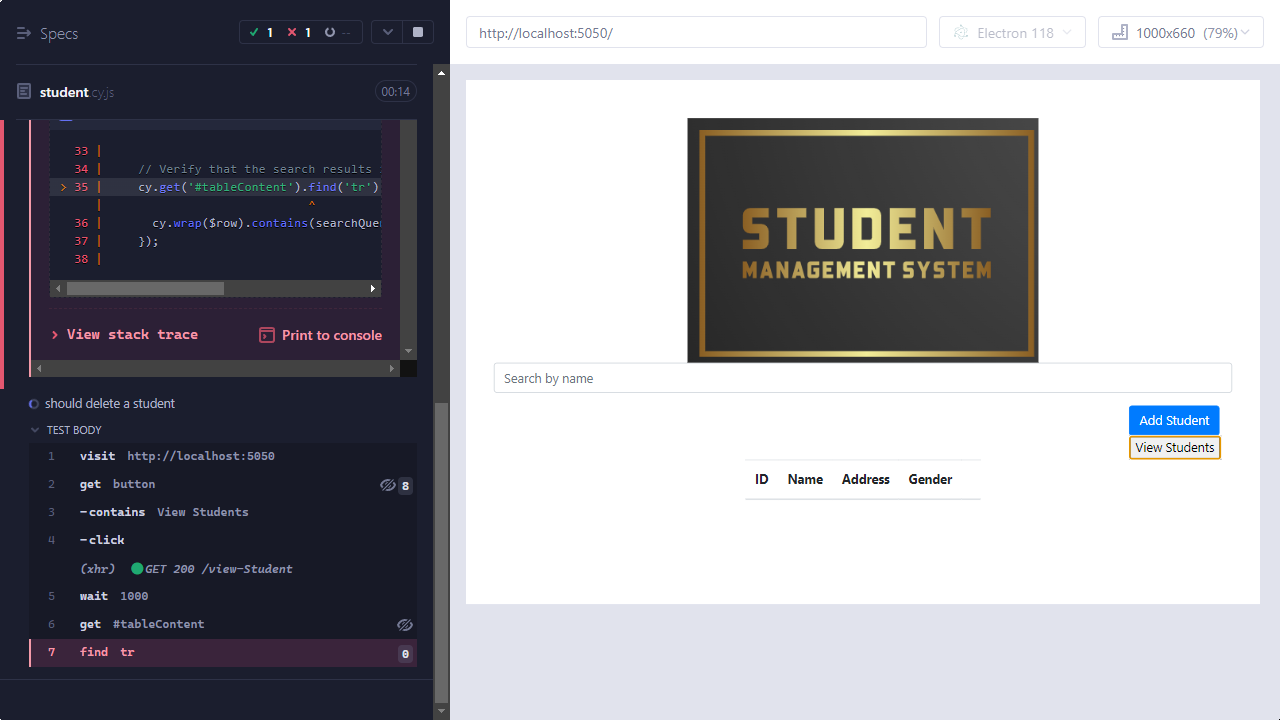 Specs
1 1 --
student.cy.js
00:14
33 |
34 | // Verify that the search results
> 35 | cy.get('#tableContent').find('tr')
| ^
36 | cy.wrap($row).contains(searchQue
37 | });
38 |
View stack trace
Print to console
should delete a student
TEST BODY
1 visit http://localhost:5050
2 get button 8
3 -contains View Students
4 -click
(xhr) GET 200 /view-Student
5 wait 1000
6 get #tableContent
7 find tr 0
http://localhost:5050/
Electron 118
1000x660 (79%)
STUDENT
MANAGEMENT SYSTEM
Search by name
Add Student
View Students
ID Name Address Gender